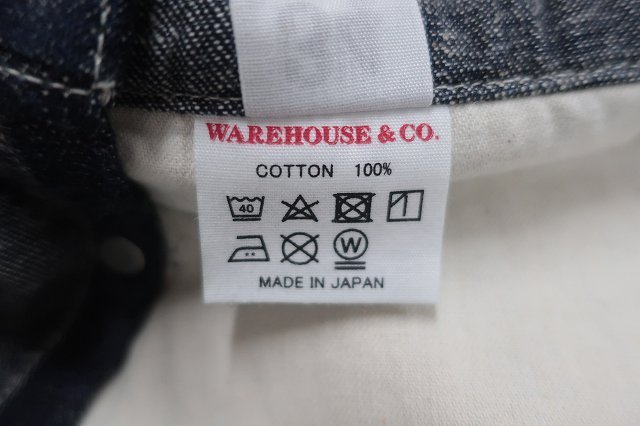 WAREHOUSE & CO.
COTTON 100%
40
W
MADE IN JAPAN